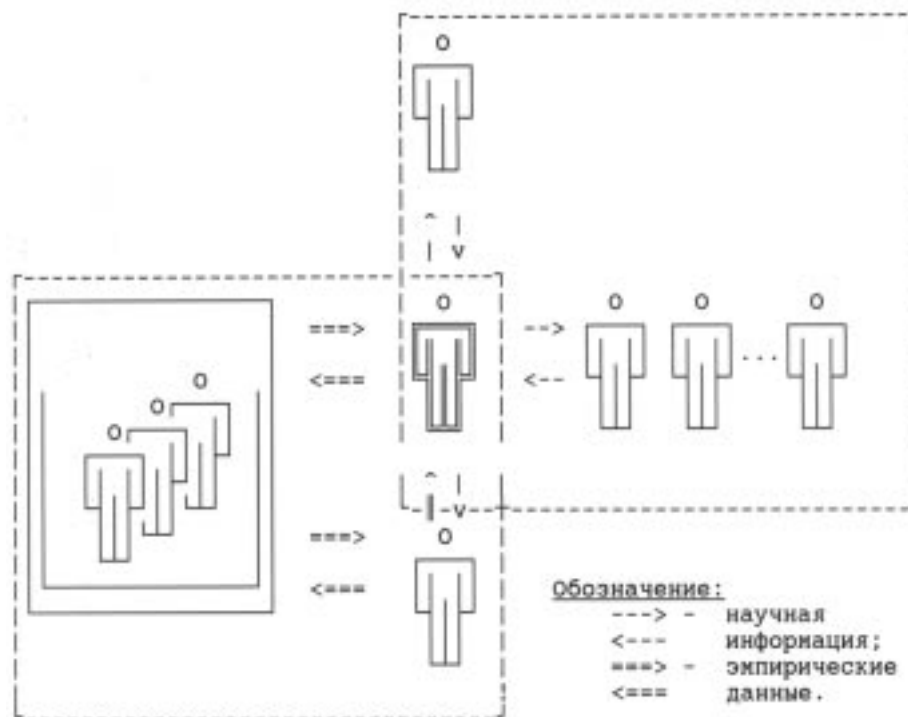 Обозначение:
---> - научная
<--- информация;
===> - эмпирические
<=== данные.